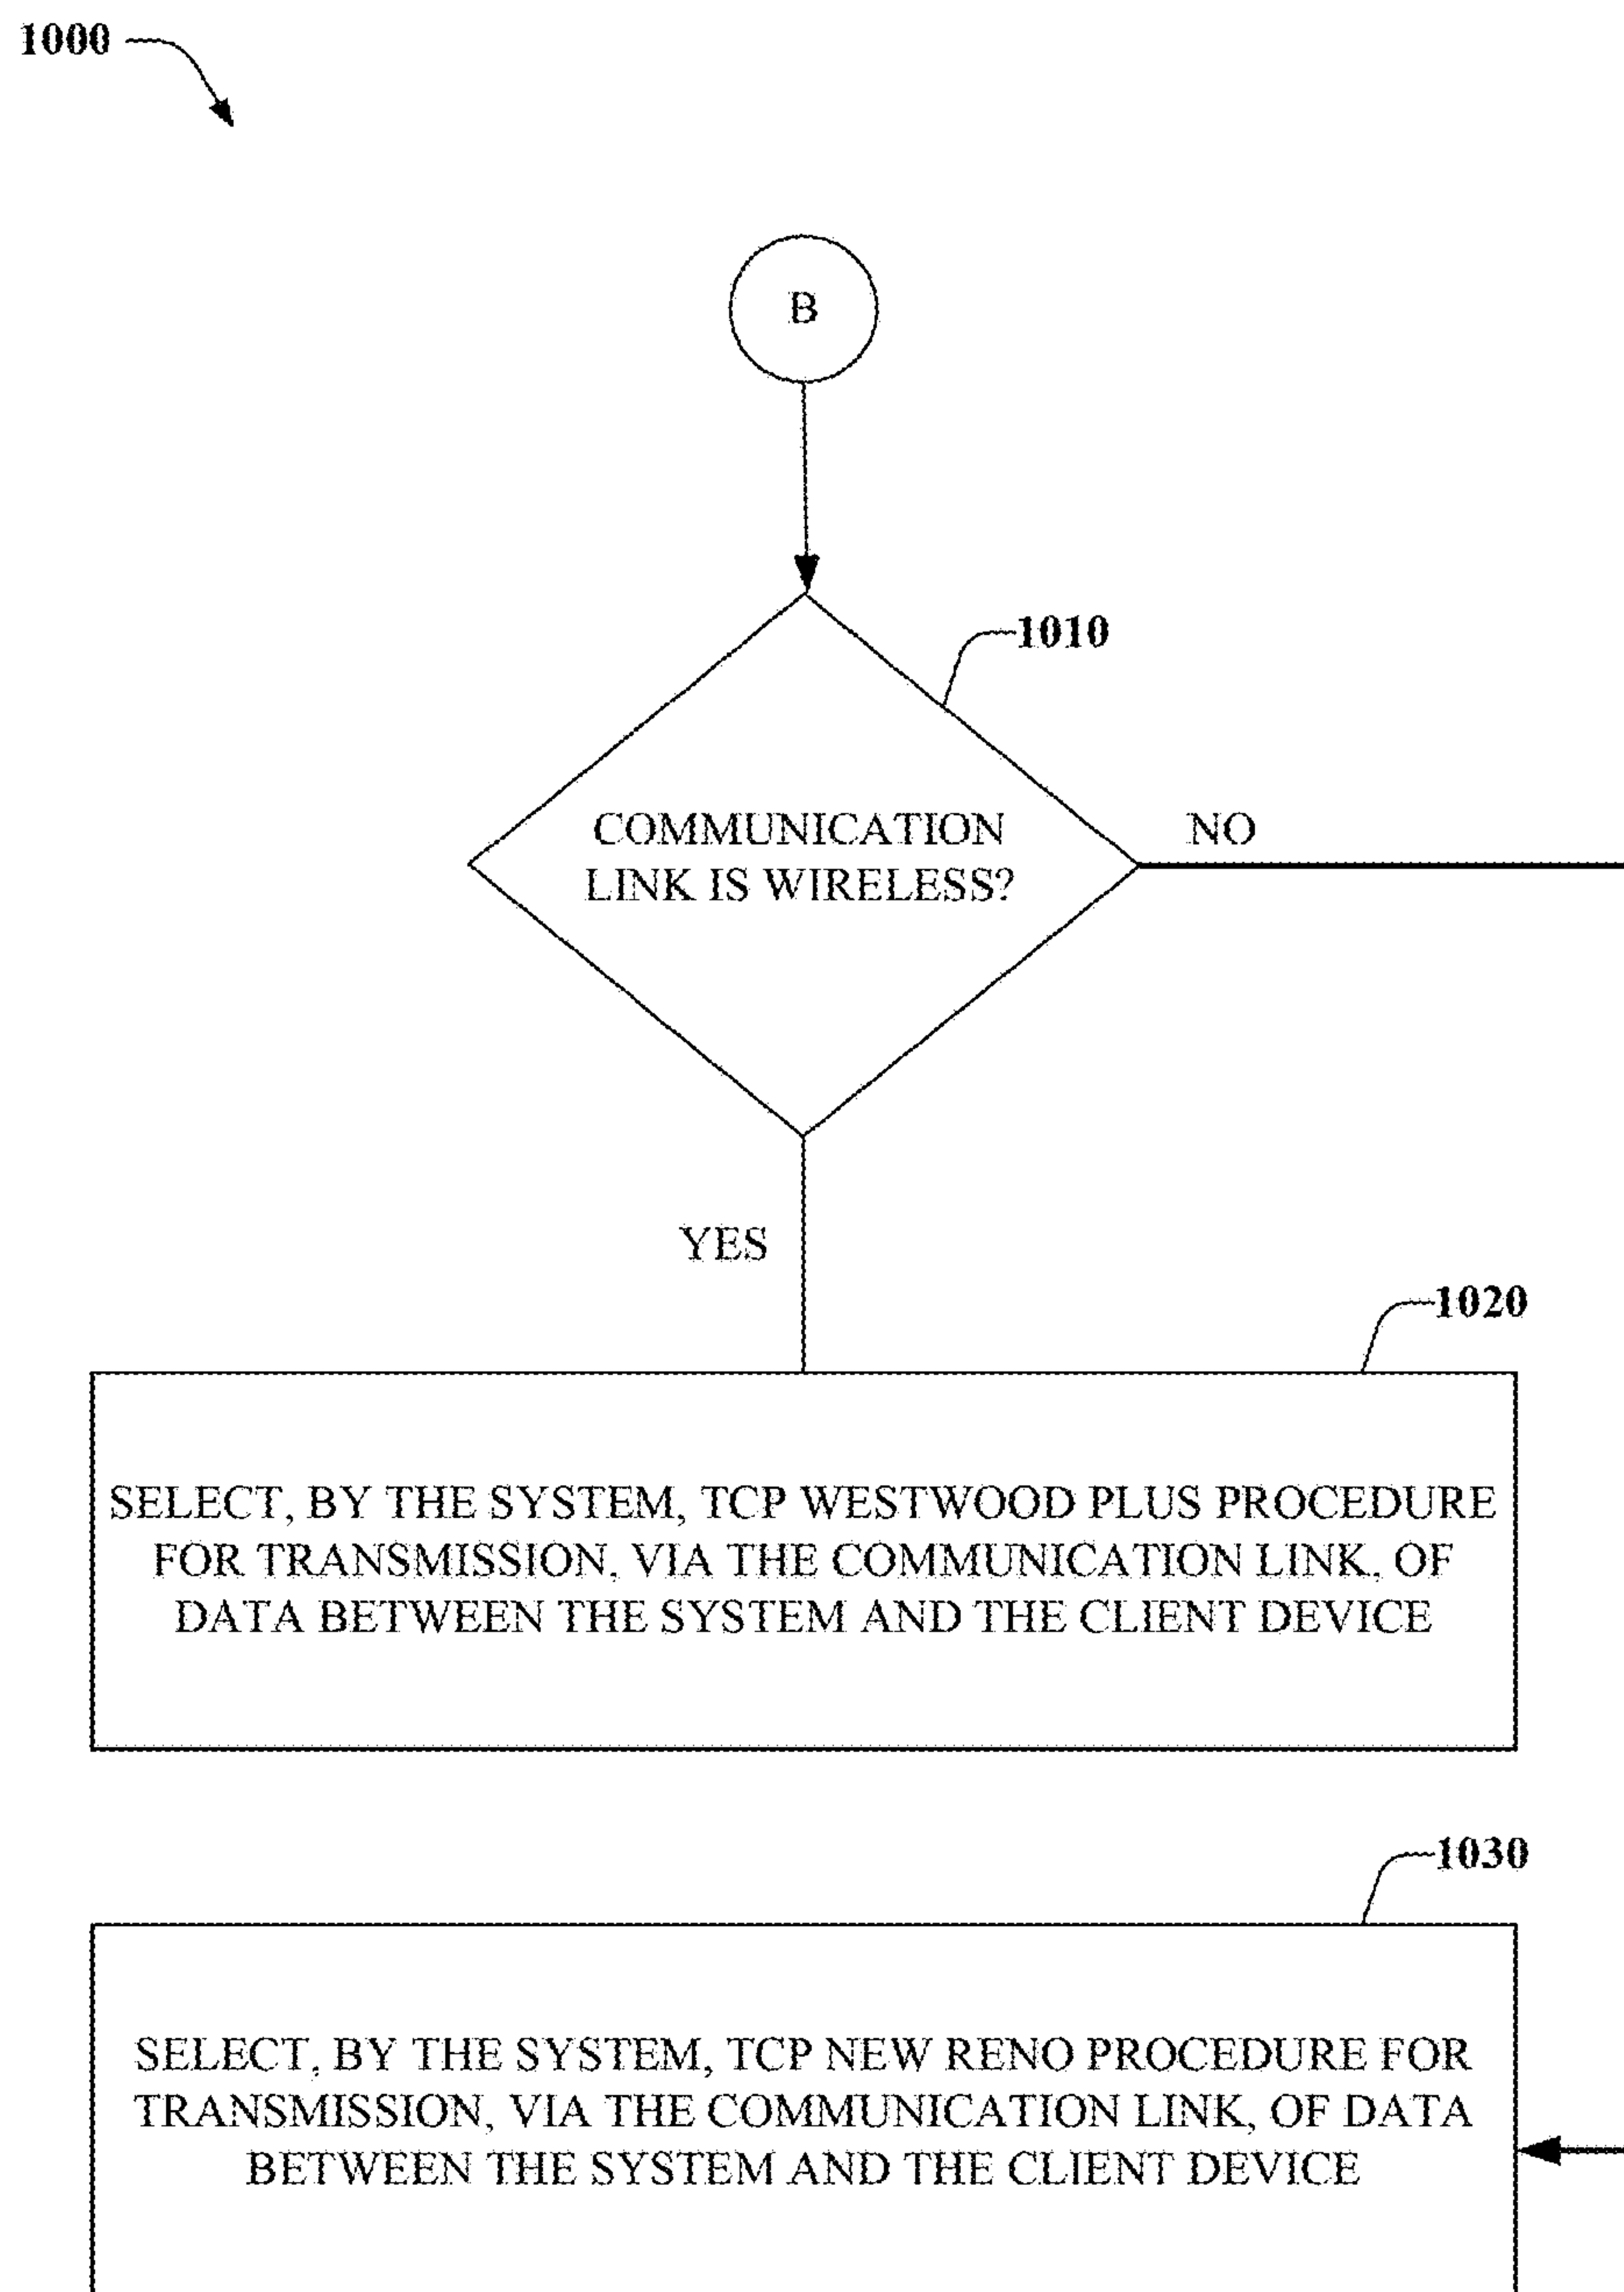 1000
B
1010
COMMUNICATION
LINK IS WIRELESS?
NO
YES
1020
SELECT, BY THE SYSTEM, TCP WESTWOOD PLUS PROCEDURE
FOR TRANSMISSION, VIA THE COMMUNICATION LINK, OF
DATA BETWEEN THE SYSTEM AND THE CLIENT DEVICE
1030
SELECT, BY THE SYSTEM, TCP NEW RENO PROCEDURE FOR
TRANSMISSION, VIA THE COMMUNICATION LINK, OF DATA
BETWEEN THE SYSTEM AND THE CLIENT DEVICE